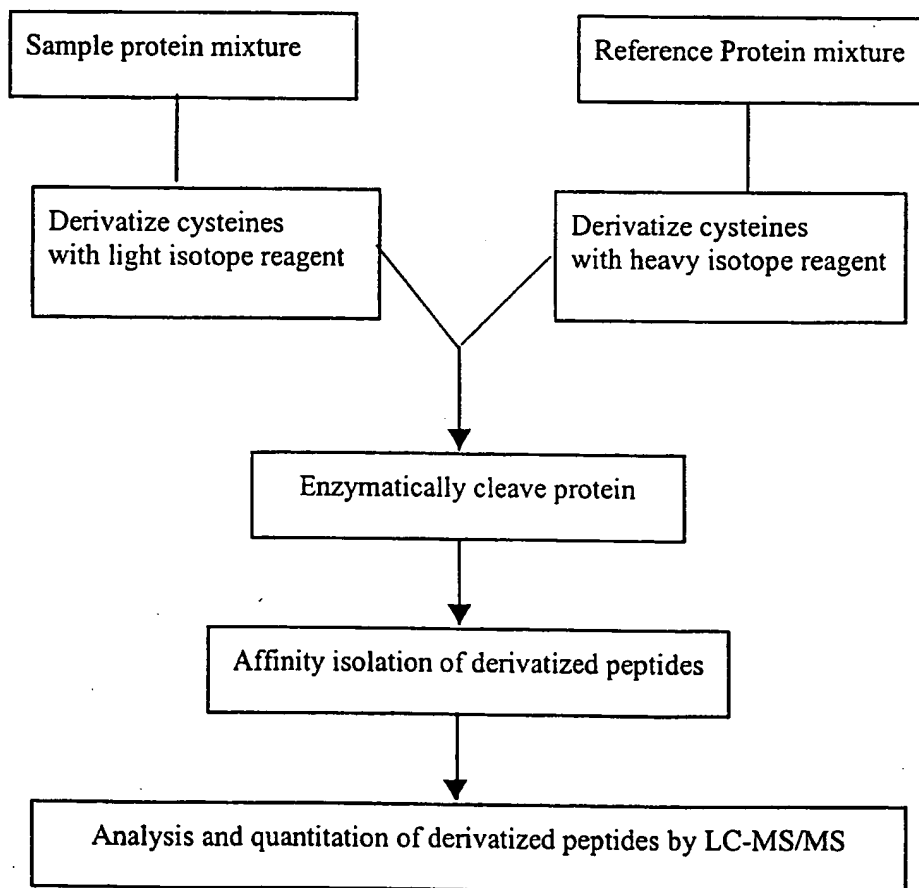 Sample protein mixture
Reference Protein mixture
Derivatize cysteines
with light isotope reagent
Derivatize cysteines
with heavy isotope reagent
Enzymatically cleave protein
Affinity isolation of derivatized peptides
Analysis and quantitation of derivatized peptides by LC-MS/MS